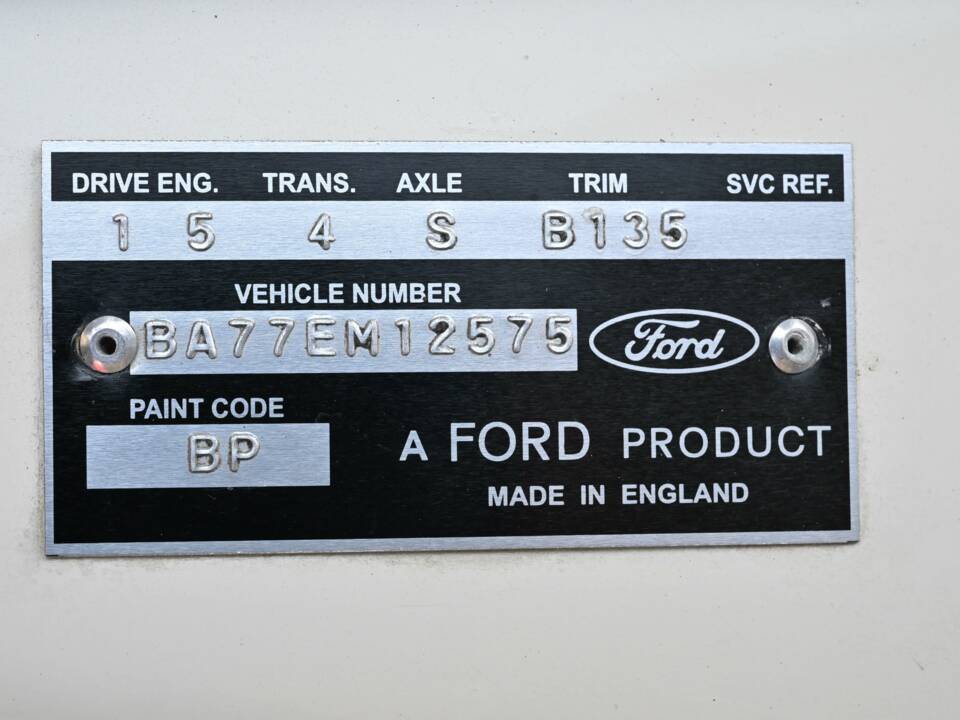 DRIVE ENG. TRANS. AXLE TRIM SVC REF.
1 5 4 S B135
VEHICLE NUMBER
BA77EM12575
Ford
PAINT CODE
BP
A FORD PRODUCT
MADE IN ENGLAND